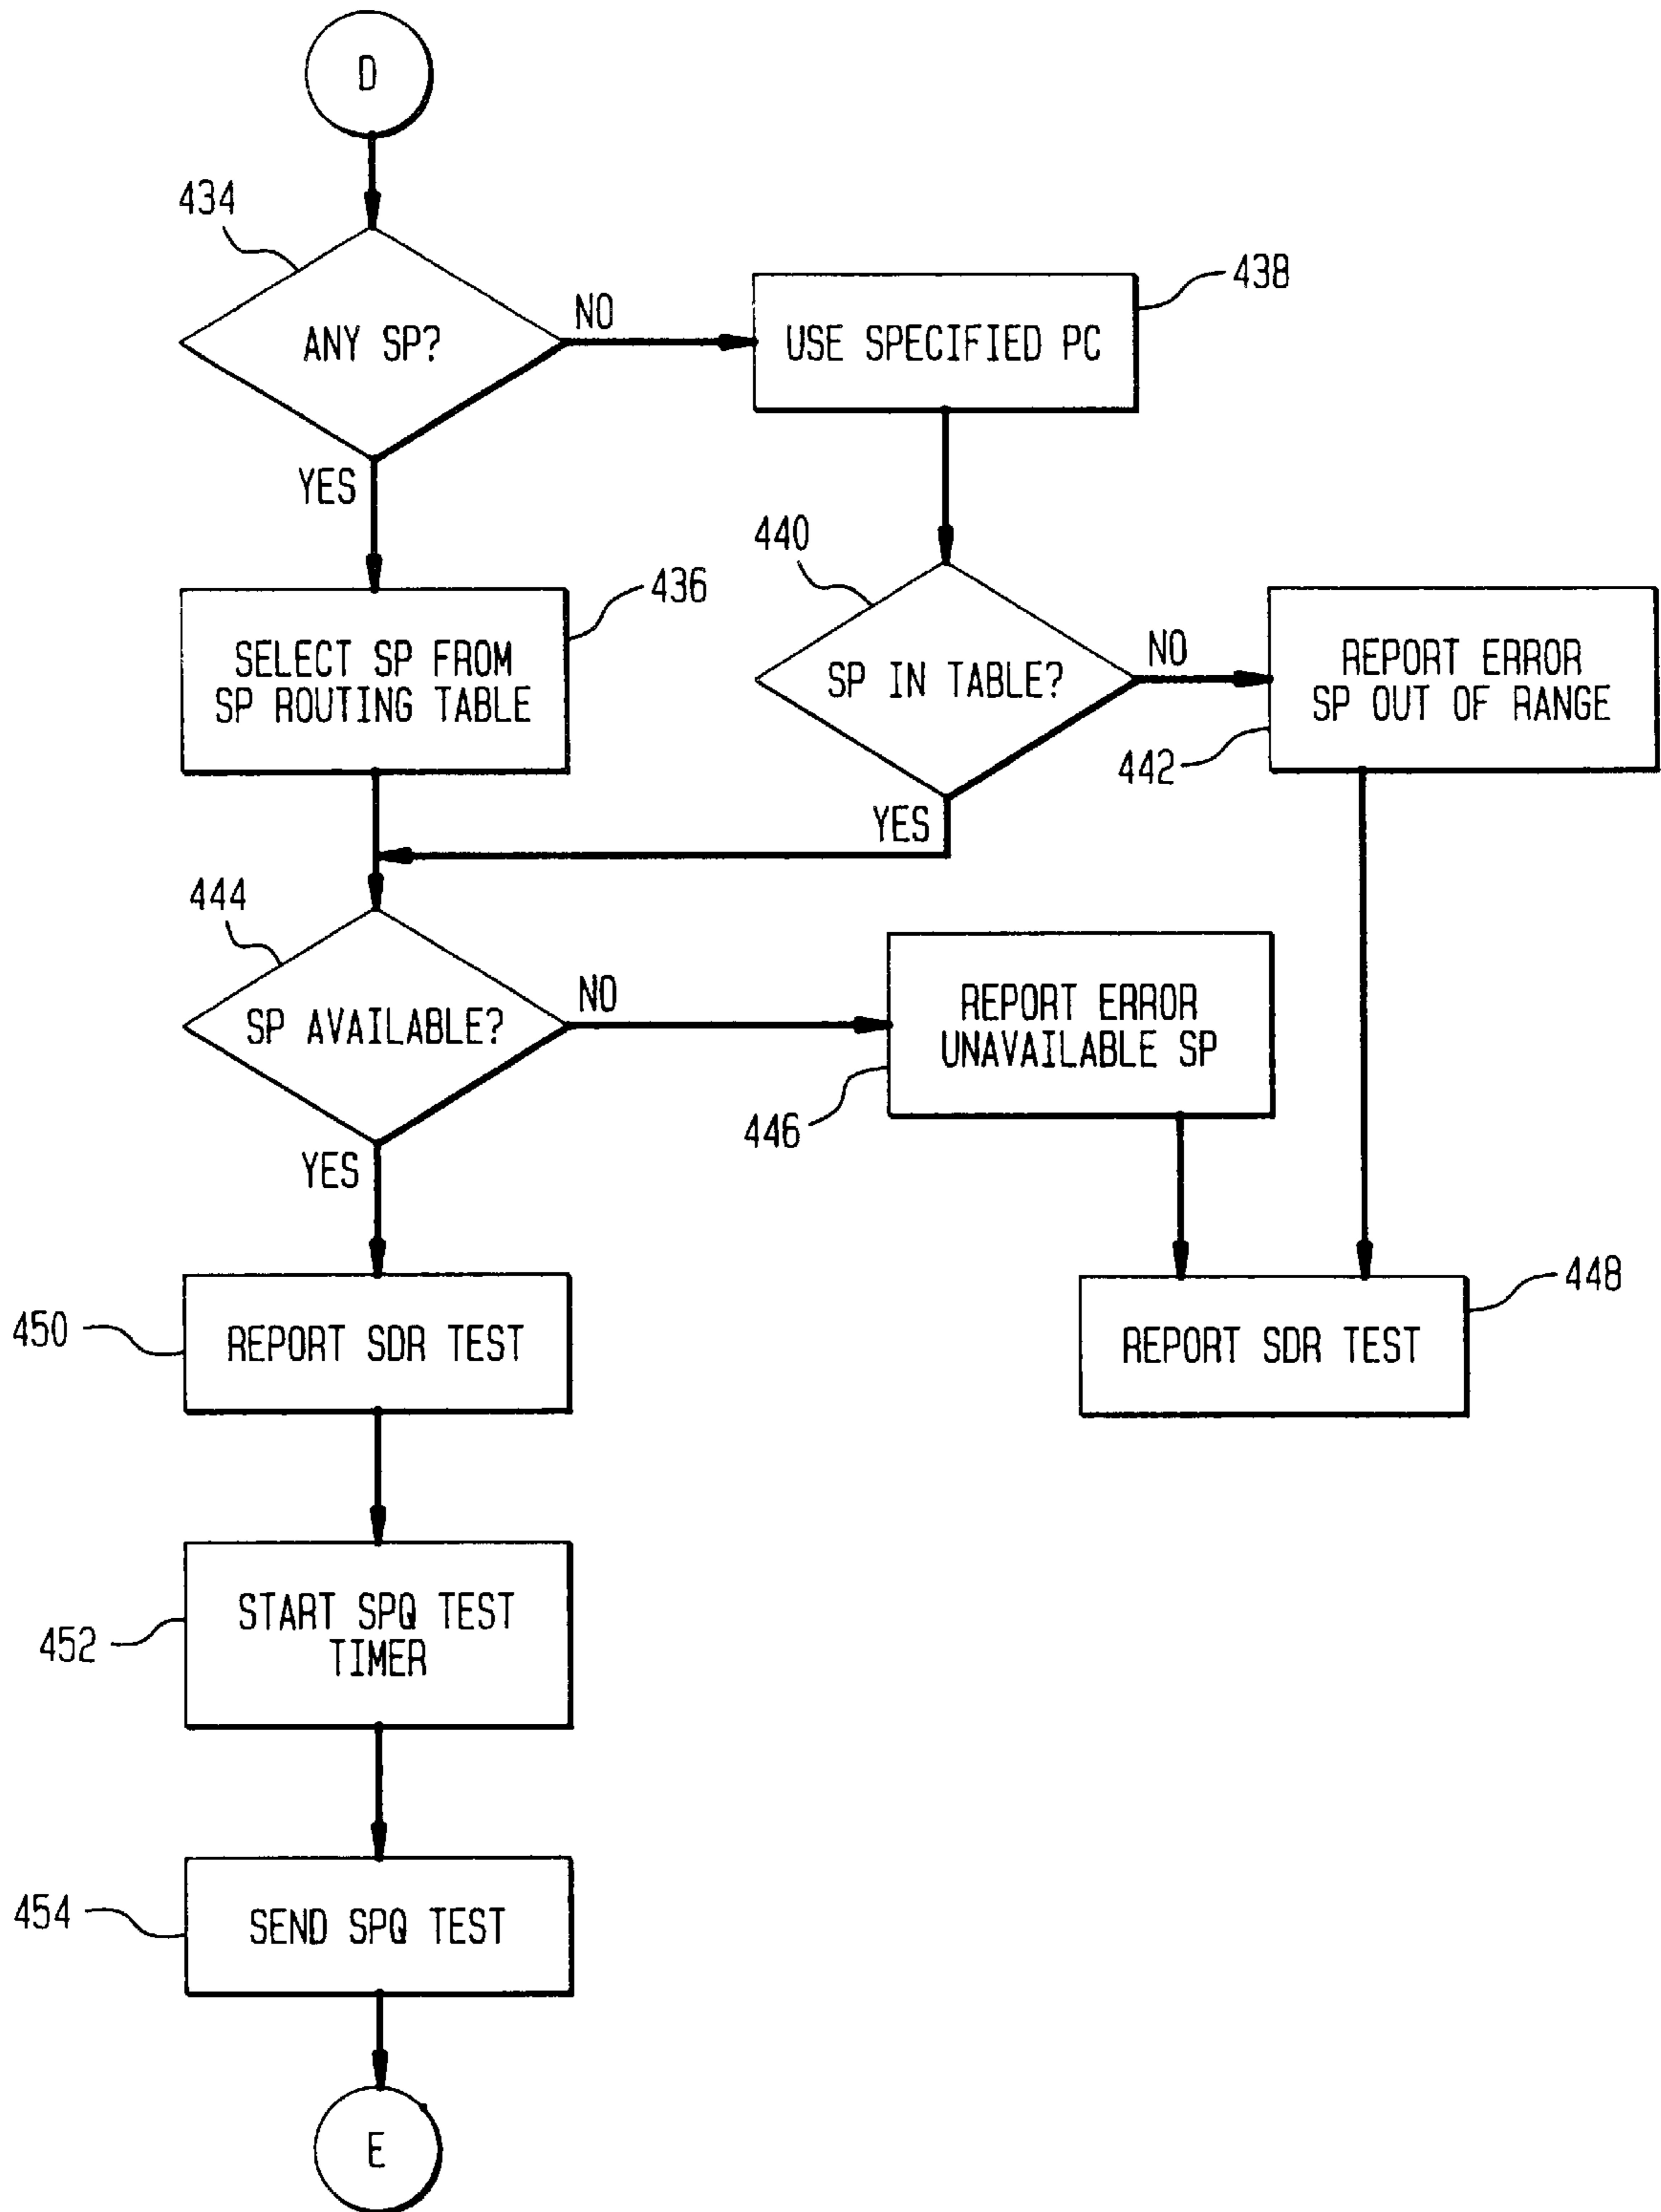 D
434
ANY SP?
NO
438
USE SPECIFIED PC
YES
440
436
SELECT SP FROM
SP ROUTING TABLE
SP IN TABLE?
NO
REPORT ERROR
SP OUT OF RANGE
442
YES
444
SP AVAILABLE?
NO
REPORT ERROR
UNAVAILABLE SP
446
YES
448
450
REPORT SDR TEST
REPORT SDR TEST
452
START SPQ TEST
TIMER
454
SEND SPQ TEST
E